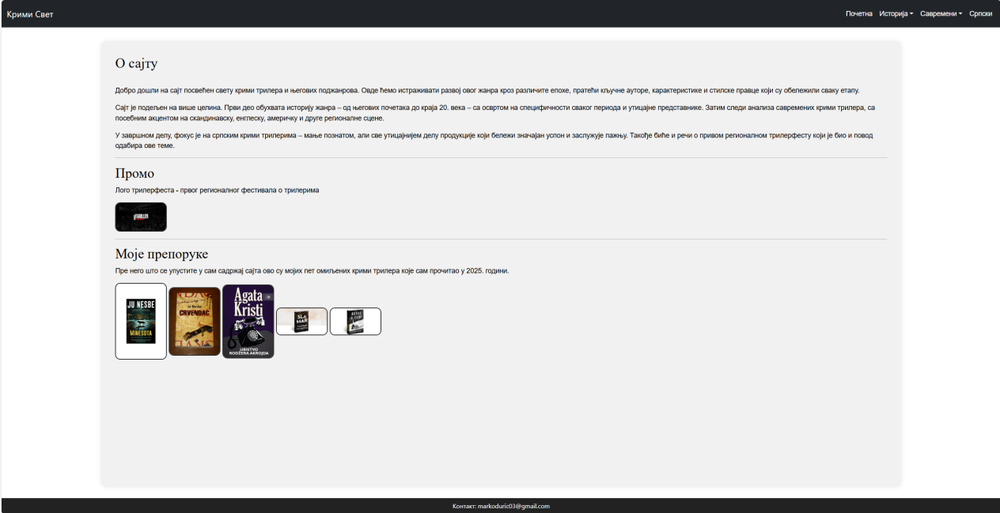 Крими Свет
Почетна Историја Савремени Српски
О сајту
Добро дошли на сајт посвећен свету крими трилера и његових поджанрова. Овде ћемо истраживати развој овог жанра кроз различите епохе, пратећи кључне ауторе, карактеристике и стилске правце који су обележили сваку етапу.
Сајт је подељен на више целина. Први део обухвата историју жанра – од његових почетака до краја 20. века – са освртом на специфичности сваког периода и утицајне представнике. Затим следи анализа савремених крими трилера, са
посебним акцентом на скандинавску, енглеску, америчку и друге регионалне сцене.
У завршном делу, фокус је на српским крими трилерима – мање познатом, али све утицајнијем делу продукције који бележи значајан успон и заслужује пажњу. Такође биће и речи о привом регионалном трилерфесту који је био и повод
одабира ове теме.
Промо
Лого трилерфеста - првог регионалног фестивала о трилерима
THRILLER
Моје препоруке
Пре него што се упустите у сам садржај сајта ово су мојих пет омиљених крими трилера које сам прочитао у 2025. години.
JU NESBE
MINESOTA
Ju Nesbe
CRVENDAĆ
Agata
Kristi
UBISTVO
RODŽERA AKROJDA
SLA
MAR
Контакт: markoduric03@gmail.com